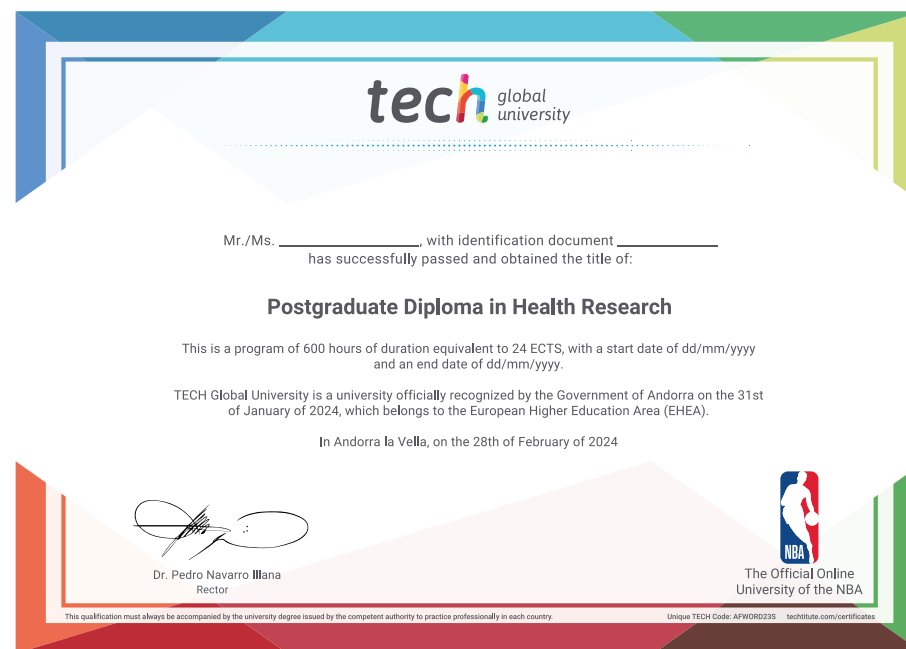 tech global university
Mr./Ms. ____________, with identification document ____________
has successfully passed and obtained the title of:
Postgraduate Diploma in Health Research
This is a program of 600 hours of duration equivalent to 24 ECTS, with a start date of dd/mm/yyyy
and an end date of dd/mm/yyyy.
TECH Global University is a university officially recognized by the Government of Andorra on the 31st
of January of 2024, which belongs to the European Higher Education Area (EHEA).
In Andorra la Vella, on the 28th of February of 2024
NBA
Dr. Pedro Navarro Illana
Rector
The Official Online
University of the NBA
This qualification must always be accompanied by the university degree issued by the competent authority to practice professionally in each country.
Unique TECH Code: AFWORD23S techtitute.com/certificates